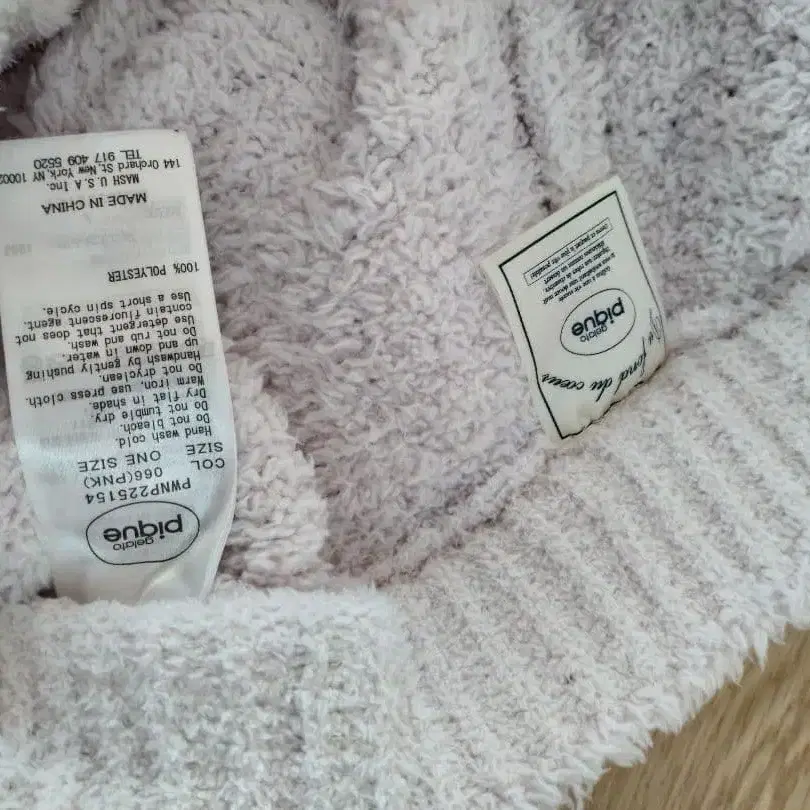 gelato
pique
PWNP225154
COL 066(PNK)
SIZE ONE SIZE
Hand wash cold.
Do not bleach.
Do not tumble dry.
Dry flat in shade.
Warm iron, use press cloth.
Do not dryclean.
Handwash by gently pushing
up and down in water.
Do not rub and wash.
Use detergent that does not
contain fluorescent agent.
Use a short spin cycle.
100% POLYESTER
MADE IN CHINA
MASH U.S.A Inc.
144 Orchard St, New York, NY 10002
TEL 917 409 5520
Au fond du cœur
gelato
pique